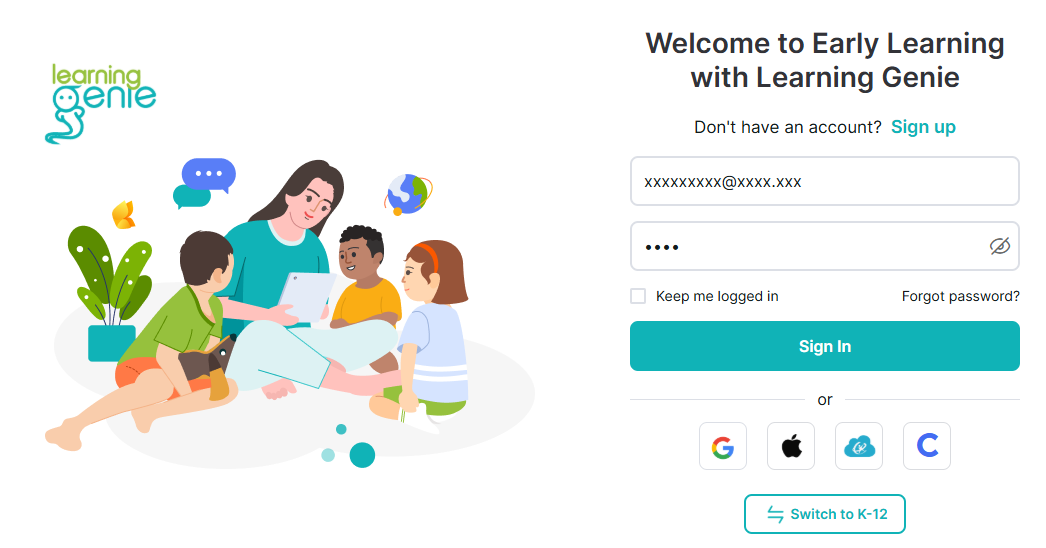 learning
genie
Welcome to Early Learning
with Learning Genie
Don't have an account? Sign up
xxxxxxxxx@xxxx.xxx
••••
Keep me logged in Forgot password?
Sign In
or
Switch to K-12